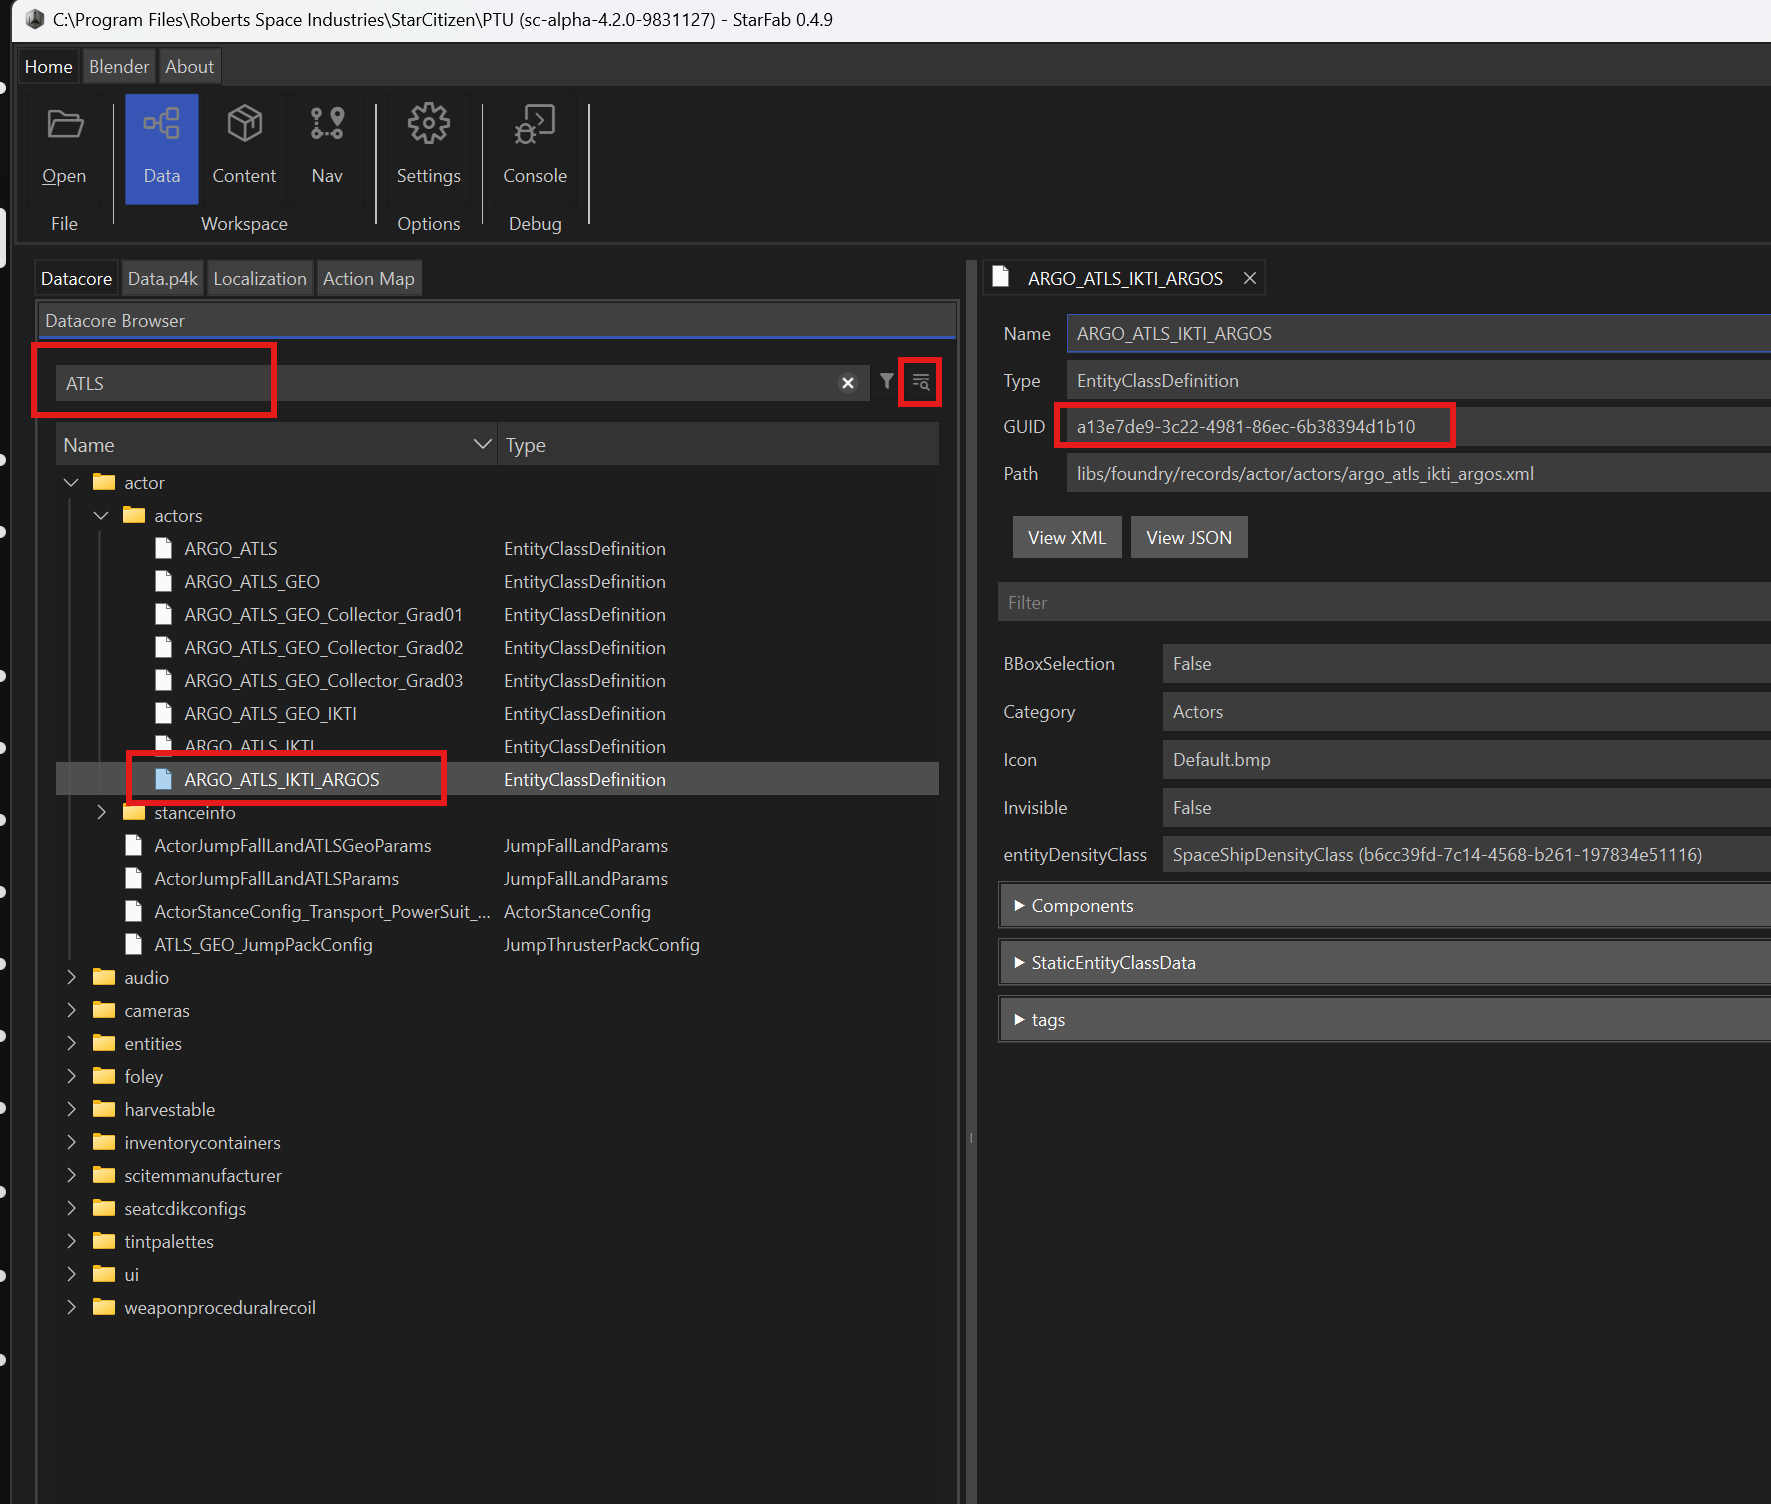 C:\Program Files\Roberts Space Industries\StarCitizen\PTU (sc-alpha-4.2.0-9831127) - StarFab 0.4.9
Home Blender About
Open Data Content Nav Settings Console
File Workspace Options Debug
Datacore Data.p4k Localization Action Map
Datacore Browser
ATLS
Name Type
actor
actors
ARGO_ATLS EntityClassDefinition
ARGO_ATLS_GEO EntityClassDefinition
ARGO_ATLS_GEO_Collector_Grad01 EntityClassDefinition
ARGO_ATLS_GEO_Collector_Grad02 EntityClassDefinition
ARGO_ATLS_GEO_Collector_Grad03 EntityClassDefinition
ARGO_ATLS_GEO_IKTI EntityClassDefinition
ARGO_ATLS_IKTI EntityClassDefinition
ARGO_ATLS_IKTI_ARGOS EntityClassDefinition
stanceinfo
ActorJumpFallLandATLSGeoParams JumpFallLandParams
ActorJumpFallLandATLSParams JumpFallLandParams
ActorStanceConfig_Transport_PowerSuit_... ActorStanceConfig
ATLS_GEO_JumpPackConfig JumpThrusterPackConfig
audio
cameras
entities
foley
harvestable
inventorycontainers
scitemmanufacturer
seatcdikconfigs
tintpalettes
ui
weaponproceduralrecoil
ARGO_ATLS_IKTI_ARGOS
Name ARGO_ATLS_IKTI_ARGOS
Type EntityClassDefinition
GUID a13e7de9-3c22-4981-86ec-6b38394d1b10
Path libs/foundry/records/actor/actors/argo_atls_ikti_argos.xml
View XML View JSON
Filter
BBoxSelection False
Category Actors
Icon Default.bmp
Invisible False
entityDensityClass SpaceShipDensityClass (b6cc39fd-7c14-4568-b261-197834e51116)
Components
StaticEntityClassData
tags